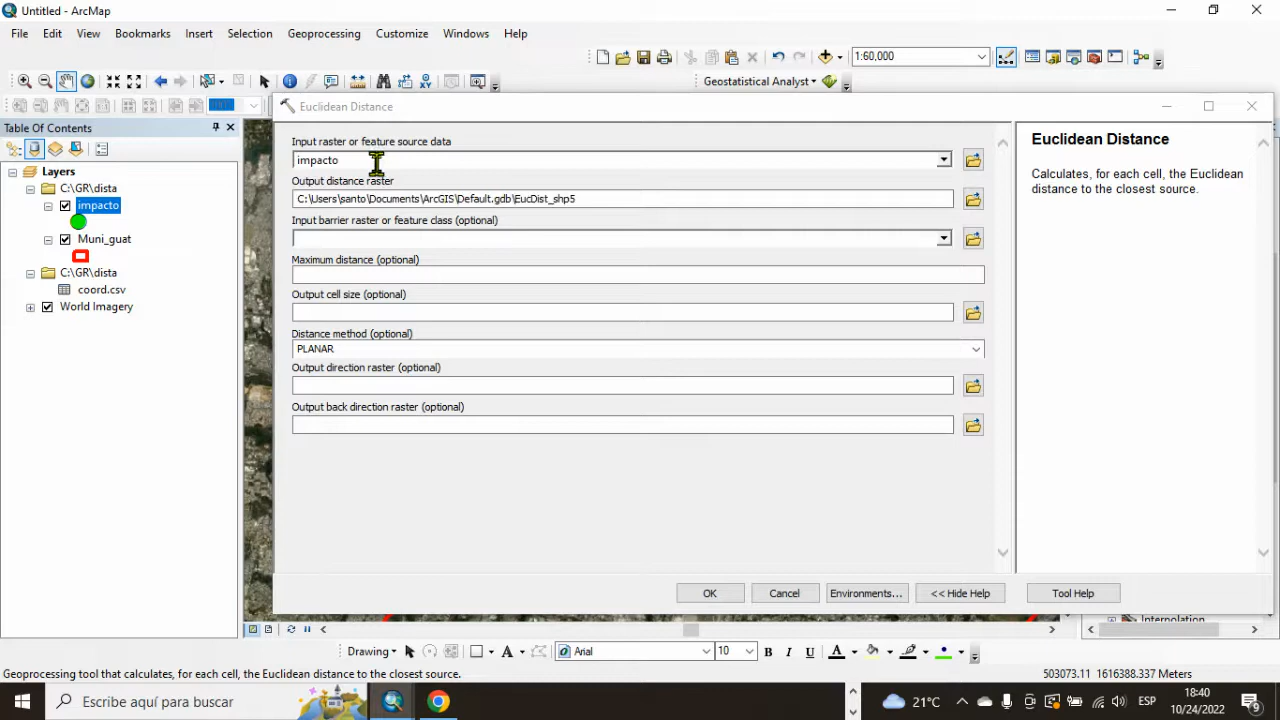 Untitled - ArcMap
File Edit View Bookmarks Insert Selection Geoprocessing Customize Windows Help
1:60,000
Geostatistical Analyst
Table Of Contents
Layers
C:\GR\dista
impacto
Muni_guat
C:\GR\dista
coord.csv
World Imagery
Euclidean Distance
Input raster or feature source data
impacto
Output distance raster
C:\Users\santo\Documents\ArcGIS\Default.gdb\EucDist_shp5
Input barrier raster or feature class (optional)
Maximum distance (optional)
Output cell size (optional)
Distance method (optional)
PLANAR
Output direction raster (optional)
Output back direction raster (optional)
OK Cancel Environments... << Hide Help Tool Help
Euclidean Distance
Calculates, for each cell, the Euclidean
distance to the closest source.
Interpolation
Drawing A Arial 10 B I U A
Geoprocessing tool that calculates, for each cell, the Euclidean distance to the closest source.
503073.11 1616388.337 Meters
Escribe aquí para buscar
21°C
ESP
18:40
10/24/2022
9